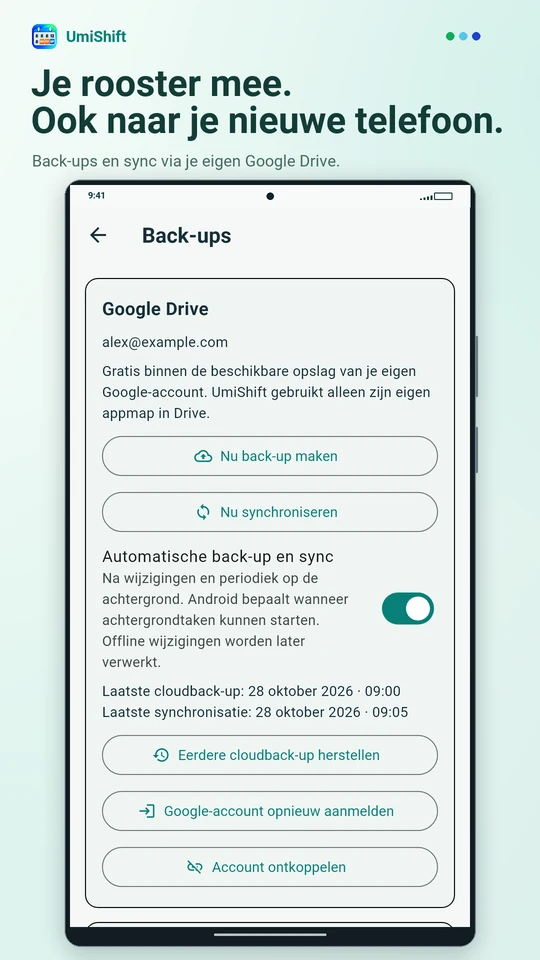 UmiShift
Je rooster mee.
Ook naar je nieuwe telefoon.
Back-ups en sync via je eigen Google Drive.
9:41
Back-ups
Google Drive
alex@example.com
Gratis binnen de beschikbare opslag van je eigen
Google-account. UmiShift gebruikt alleen zijn eigen
appmap in Drive.
Nu back-up maken
Nu synchroniseren
Automatische back-up en sync
Na wijzigingen en periodiek op de
achtergrond. Android bepaalt wanneer
achtergrondtaken kunnen starten.
Offline wijzigingen worden later
verwerkt.
Laatste cloudback-up: 28 oktober 2026 · 09:00
Laatste synchronisatie: 28 oktober 2026 · 09:05
Eerdere cloudback-up herstellen
Google-account opnieuw aanmelden
Account ontkoppelen